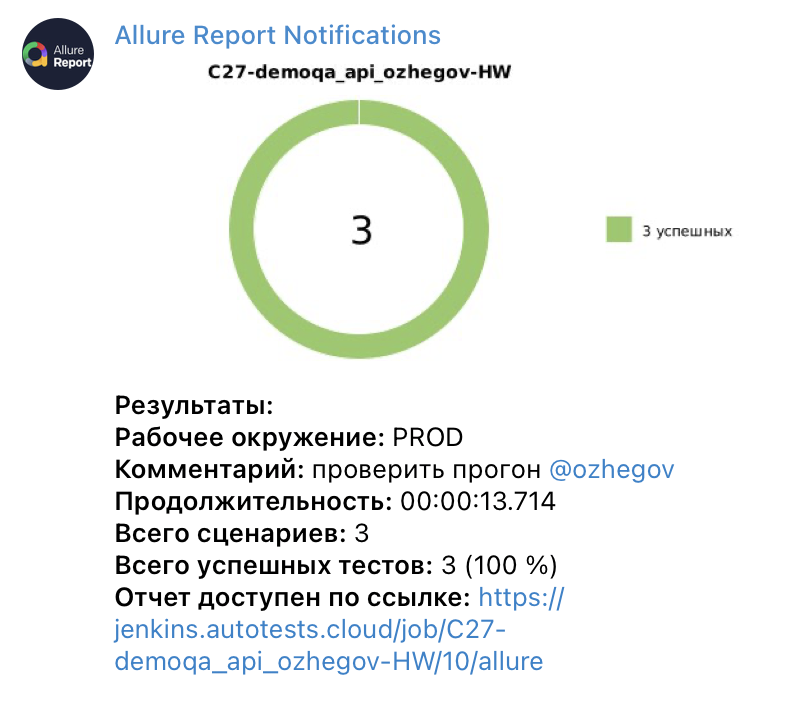 Allure Report Notifications
Allure
Report
C27-demoqa_api_ozhegov-HW
3
3 успешных
Результаты:
Рабочее окружение: PROD
Комментарий: проверить прогон @ozhegov
Продолжительность: 00:00:13.714
Всего сценариев: 3
Всего успешных тестов: 3 (100 %)
Отчет доступен по ссылке: https://
jenkins.autotests.cloud/job/C27-
demoqa_api_ozhegov-HW/10/allure